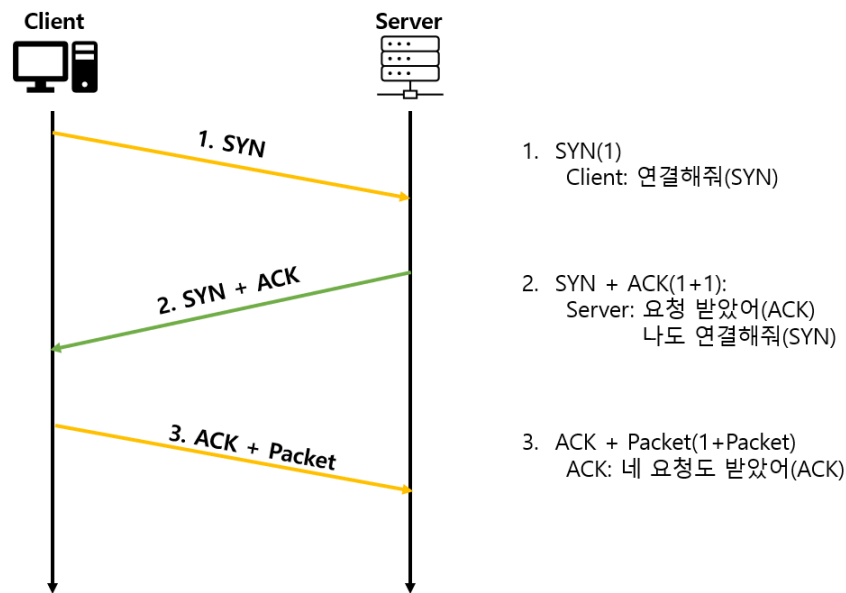 Client
Server
1. SYN
2. SYN + ACK
3. ACK + Packet
1. SYN(1)
Client: 연결해줘(SYN)
2. SYN + ACK(1+1):
Server: 요청 받았어(ACK)
나도 연결해줘(SYN)
3. ACK + Packet(1+Packet)
ACK: 네 요청도 받았어(ACK)